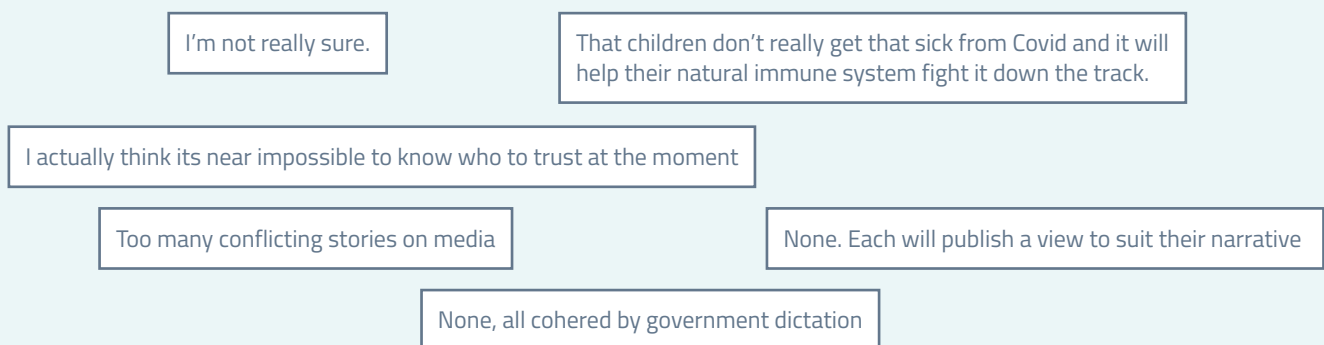 I’m not really sure.
That children don’t really get that sick from Covid and it will
help their natural immune system fight it down the track.
I actually think its near impossible to know who to trust at the moment
Too many conflicting stories on media
None. Each will publish a view to suit their narrative
None, all cohered by government dictation